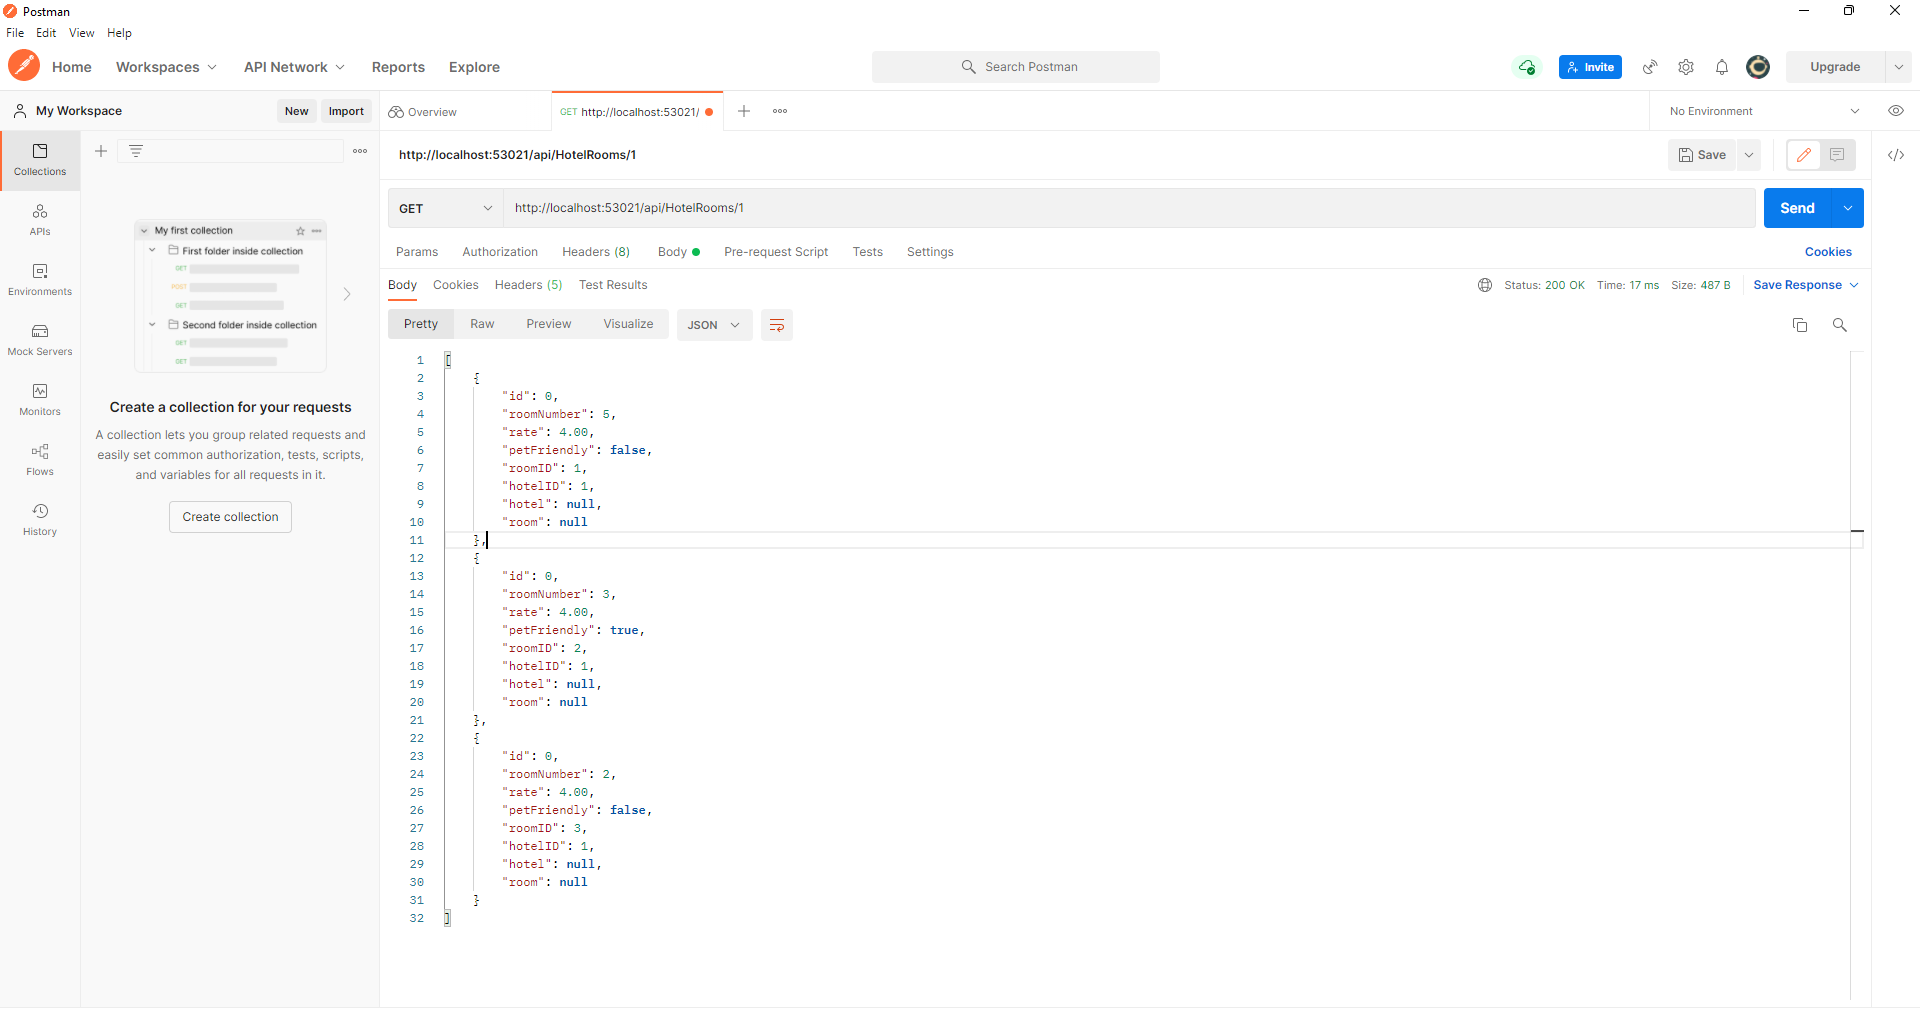 Postman
File Edit View Help
Home Workspaces API Network Reports Explore Search Postman Invite Upgrade
My Workspace New Import Overview GET http://localhost:53021/ No Environment
Collections
APIs
Environments
Mock Servers
Monitors
Flows
History
My first collection
First folder inside collection
GET
POST
GET
Second folder inside collection
GET
GET
Create a collection for your requests
A collection lets you group related requests and
easily set common authorization, tests, scripts,
and variables for all requests in it.
Create collection
http://localhost:53021/api/HotelRooms/1 Save
GET http://localhost:53021/api/HotelRooms/1 Send
Params Authorization Headers (8) Body Pre-request Script Tests Settings Cookies
Body Cookies Headers (5) Test Results Status: 200 OK Time: 17 ms Size: 487 B Save Response
Pretty Raw Preview Visualize JSON
1 [
2 {
3 "id": 0,
4 "roomNumber": 5,
5 "rate": 4.00,
6 "petFriendly": false,
7 "roomID": 1,
8 "hotelID": 1,
9 "hotel": null,
10 "room": null
11 },
12 {
13 "id": 0,
14 "roomNumber": 3,
15 "rate": 4.00,
16 "petFriendly": true,
17 "roomID": 2,
18 "hotelID": 1,
19 "hotel": null,
20 "room": null
21 },
22 {
23 "id": 0,
24 "roomNumber": 2,
25 "rate": 4.00,
26 "petFriendly": false,
27 "roomID": 3,
28 "hotelID": 1,
29 "hotel": null,
30 "room": null
31 }
32 ]